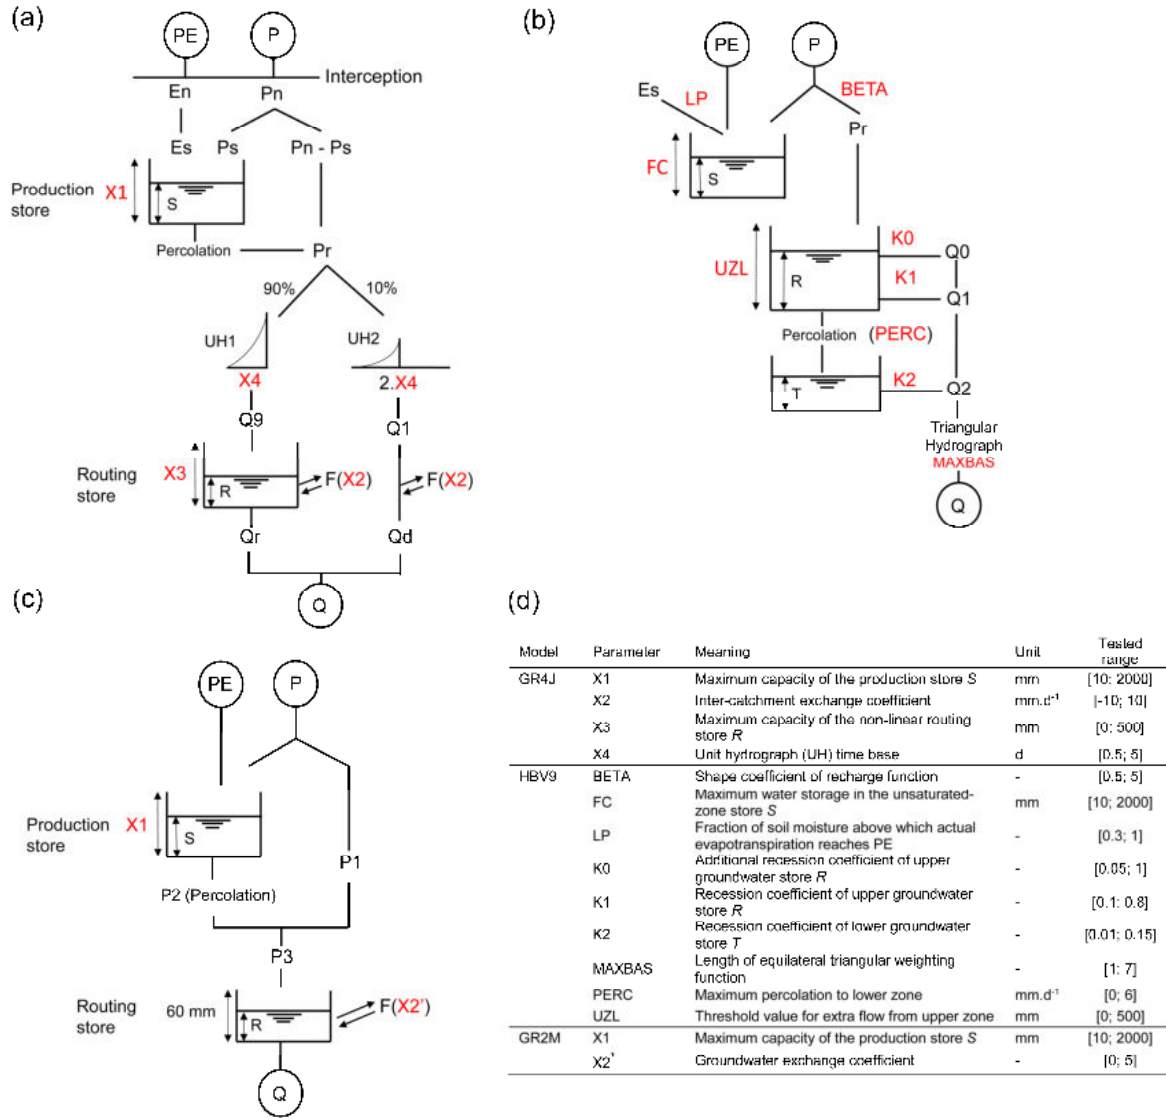 (a)
PE
P
Interception
En
Pn
Es
Ps
Pn - Ps
Production
store
X1
S
Percolation
Pr
90%
10%
UH1
UH2
X4
2.X4
Q9
Q1
Routing
store
X3
R
F(X2)
F(X2)
Qr
Qd
Q
(b)
PE
P
Es
LP
BETA
Pr
FC
S
UZL
R
K0
Q0
K1
Q1
Percolation (PERC)
T
K2
Q2
Triangular
Hydrograph
MAXBAS
Q
(c)
PE
P
Production
store
X1
S
P1
P2 (Percolation)
P3
Routing
store
60 mm
R
F(X2')
Q
(d)
Model Parameter Meaning Unit Tested range
GR4J X1 Maximum capacity of the production store S mm [10; 2000]
X2 Inter-catchment exchange coefficient mm.d-1 [-10; 10]
X3 Maximum capacity of the non-linear routing store R mm [0; 500]
X4 Unit hydrograph (UH) time base d [0.5; 5]
HBV9 BETA Shape coefficient of recharge function - [0.5; 5]
FC Maximum water storage in the unsaturated-zone store S mm [10; 2000]
LP Fraction of soil moisture above which actual evapotranspiration reaches PE - [0.3; 1]
K0 Additional recession coefficient of upper groundwater store R - [0.05; 1]
K1 Recession coefficient of upper groundwater store R - [0.1; 0.8]
K2 Recession coefficient of lower groundwater store T - [0.01; 0.15]
MAXBAS Length of equilateral triangular weighting function - [1; 7]
PERC Maximum percolation to lower zone mm.d-1 [0; 6]
UZL Threshold value for extra flow from upper zone mm [0; 500]
GR2M X1 Maximum capacity of the production store S mm [10; 2000]
X2' Groundwater exchange coefficient - [0; 5]